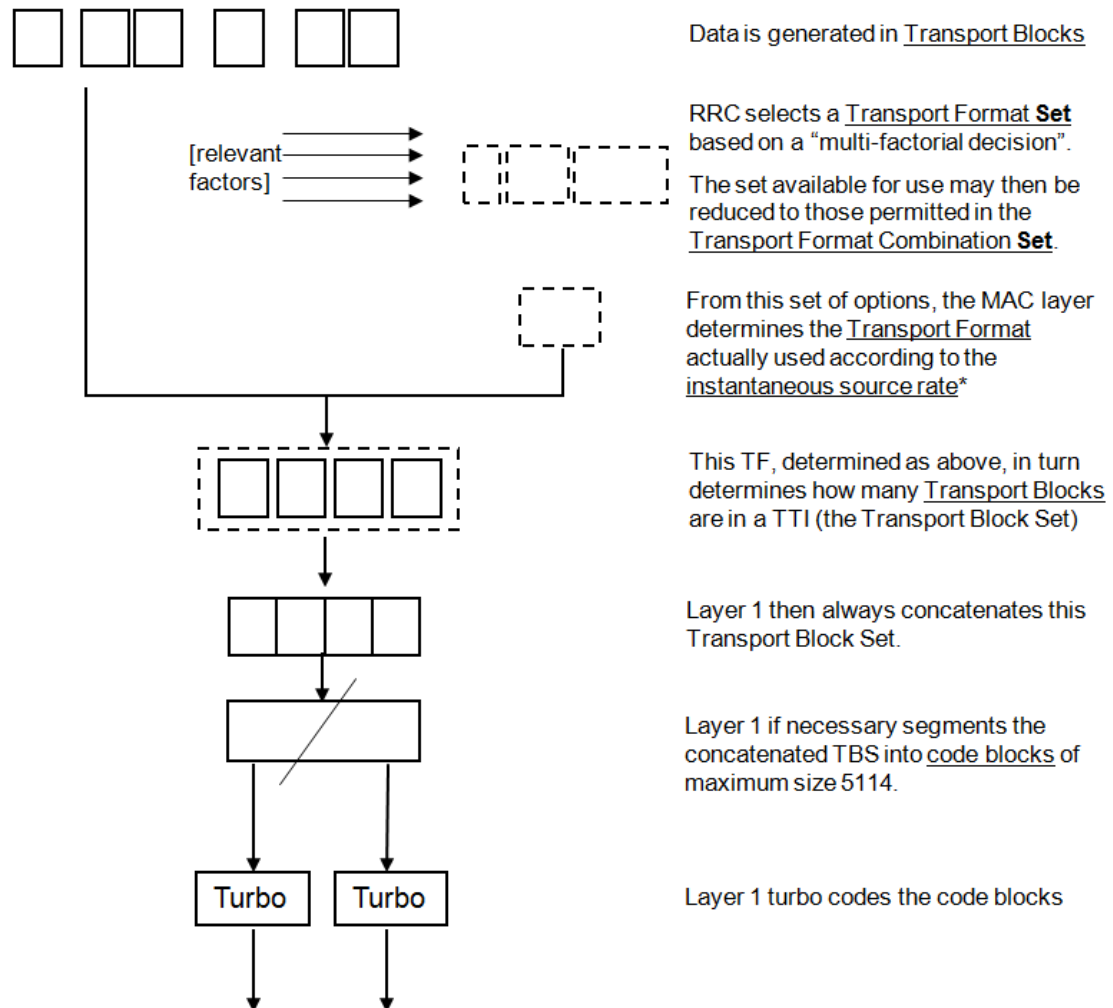 Data is generated in Transport Blocks
RRC selects a Transport Format Set
based on a “multi-factorial decision”.
[relevant
factors]
The set available for use may then be
reduced to those permitted in the
Transport Format Combination Set.
From this set of options, the MAC layer
determines the Transport Format
actually used according to the
instantaneous source rate*
This TF, determined as above, in turn
determines how many Transport Blocks
are in a TTI (the Transport Block Set)
Layer 1 then always concatenates this
Transport Block Set.
Layer 1 if necessary segments the
concatenated TBS into code blocks of
maximum size 5114.
Turbo
Turbo
Layer 1 turbo codes the code blocks